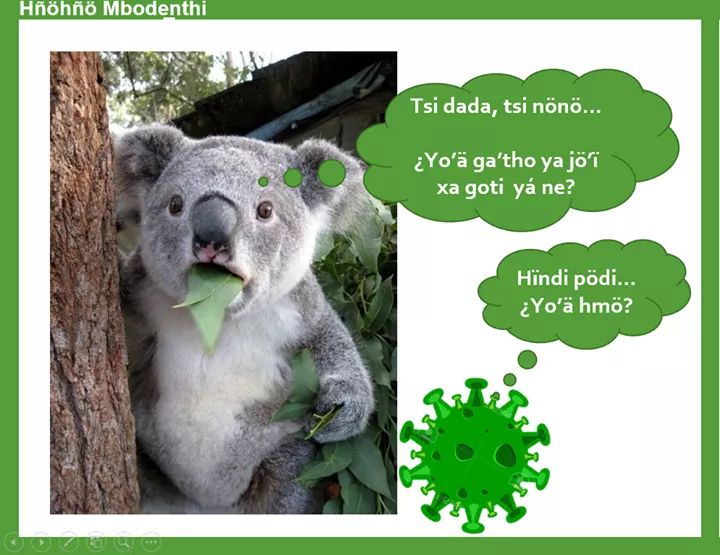 Hñöhñö Mbodenthi
Tsi dada, tsi nönö...
¿Yo'ä ga'tho ya jö'ï
xa goti yá ne?
Hïndi pödi...
¿Yo'ä hmö?